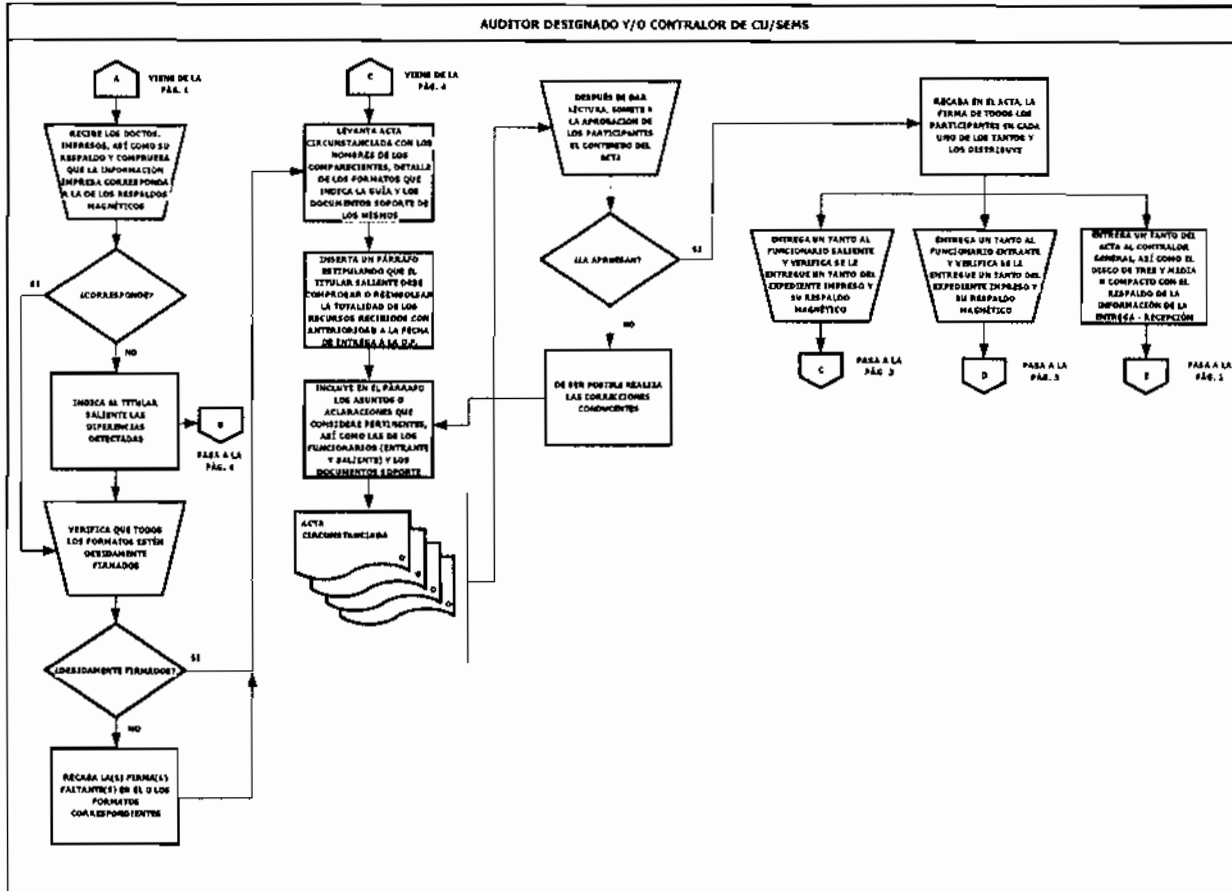 AUDITOR DESIGNADO Y/O CONTRALOR DE CU/SEMS
A
VIENE DE LA
PÁG. 1
RECIBE LOS DOCTOS.
IMPRESOS, ASÍ COMO SU
RESPALDO Y COMPRUEBA
QUE LA INFORMACIÓN
IMPRESA CORRESPONDA
A LA DE LOS RESPALDOS
MAGNÉTICOS
¿CORRESPONDE?
SI
NO
INDICA AL TITULAR
SALIENTE LAS
DIFERENCIAS
DETECTADAS
B
PASA A LA
PÁG. 4
VERIFICA QUE TODOS
LOS FORMATOS ESTÉN
DEBIDAMENTE
FIRMADOS
¿DEBIDAMENTE FIRMADOS?
SI
NO
RECABA LA(S) FIRMA(S)
FALTANTE(S) EN EL O LOS
FORMATOS
CORRESPONDIENTES
C
VIENE DE LA
PÁG. 4
LEVANTA ACTA
CIRCUNSTANCIADA CON LOS
NOMBRES DE LOS
COMPARECIENTES, DETALLE
DE LOS FORMATOS QUE
INDICA LA GUÍA Y LOS
DOCUMENTOS SOPORTE
DE LOS MISMOS
INSERTA UN PÁRRAFO
ESTIPULANDO QUE EL
TITULAR SALIENTE DEBE
COMPROBAR O REEMBOLSAR
LA TOTALIDAD DE LOS
RECURSOS RECIBIDOS CON
ANTERIORIDAD A LA FECHA
DE ENTREGA A LA D.F.
INCLUYE EN EL PÁRRAFO
LOS ASUNTOS O
ACLARACIONES QUE
CONSIDERE PERTINENTES,
ASÍ COMO LAS DE LOS
FUNCIONARIOS (ENTRANTE
Y SALIENTE) Y LOS
DOCUMENTOS SOPORTE
ACTA
CIRCUNSTANCIADA
DESPUÉS DE DAR
LECTURA, SOMETE A
LA APROBACIÓN DE
LOS PARTICIPANTES
EL CONTENIDO DEL
ACTA
¿LA APRUEBAN?
SI
NO
DE SER POSIBLE REALIZA
LAS CORRECCIONES
CONDUCENTES
RECABA EN EL ACTA, LA
FIRMA DE TODOS LOS
PARTICIPANTES EN CADA
UNO DE LOS TANTOS Y
LOS DISTRIBUYE
ENTREGA UN TANTO AL
FUNCIONARIO SALIENTE
Y VERIFICA SE LE
ENTREGUE UN TANTO DEL
EXPEDIENTE IMPRESO Y
SU RESPALDO
MAGNÉTICO
C
PASA A LA
PÁG. 3
ENTREGA UN TANTO AL
FUNCIONARIO ENTRANTE
Y VERIFICA SE LE
ENTREGUE UN TANTO DEL
EXPEDIENTE IMPRESO Y
SU RESPALDO
MAGNÉTICO
D
PASA A LA
PÁG. 3
ENTREGA UN TANTO DEL
ACTA AL CONTRALOR
GENERAL, ASÍ COMO EL
DISCO DE TRES Y MEDIA
O COMPACTO CON EL
RESPALDO DE LA
INFORMACIÓN DE LA
ENTREGA - RECEPCIÓN
E
PASA A LA